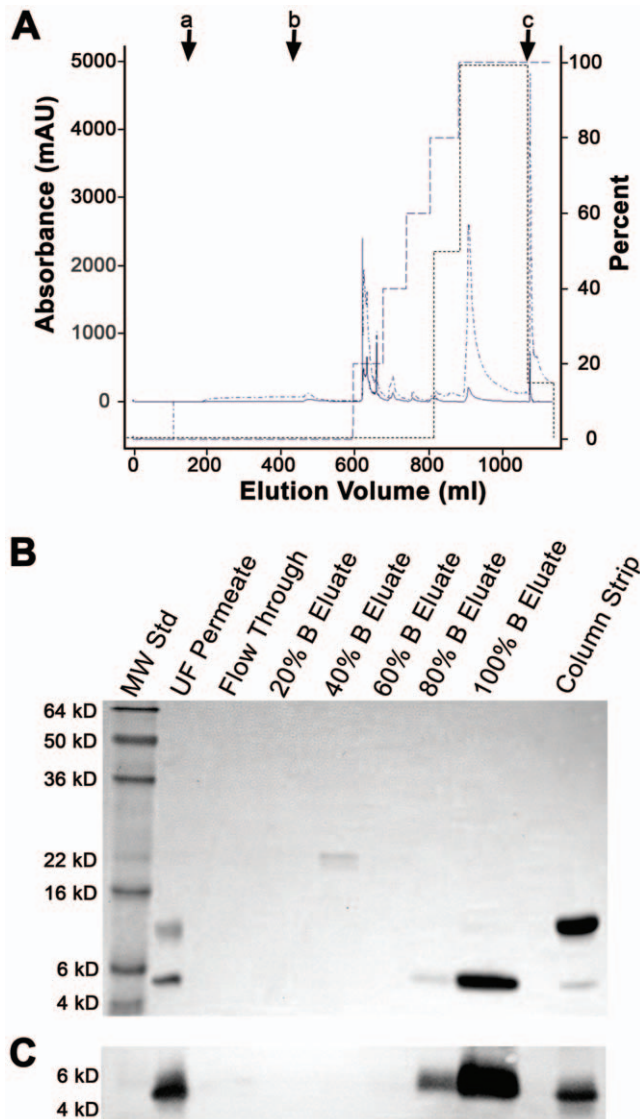 A
a b c
5000
4000
3000
2000
1000
0
Absorbance (mAU)
100
80
60
40
20
0
Percent
0 200 400 600 800 1000
Elution Volume (ml)
B
MW Std
UF Permeate
Flow Through
20% B Eluate
40% B Eluate
60% B Eluate
80% B Eluate
100% B Eluate
Column Strip
64 kD
50 kD
36 kD
22 kD
16 kD
6 kD
4 kD
C
6 kD
4 kD